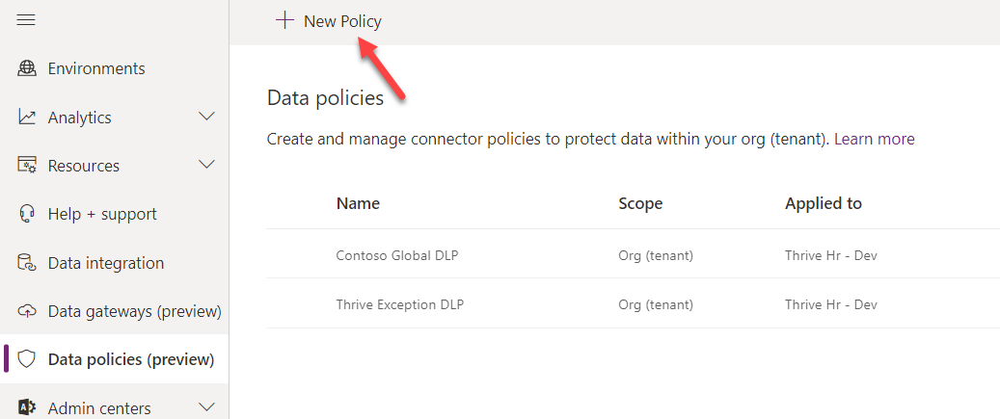 New Policy
Environments
Analytics
Resources
Help + support
Data integration
Data gateways (preview)
Data policies (preview)
Admin centers
Data policies
Create and manage connector policies to protect data within your org (tenant). Learn more
Name Scope Applied to
Contoso Global DLP Org (tenant) Thrive Hr - Dev
Thrive Exception DLP Org (tenant) Thrive Hr - Dev